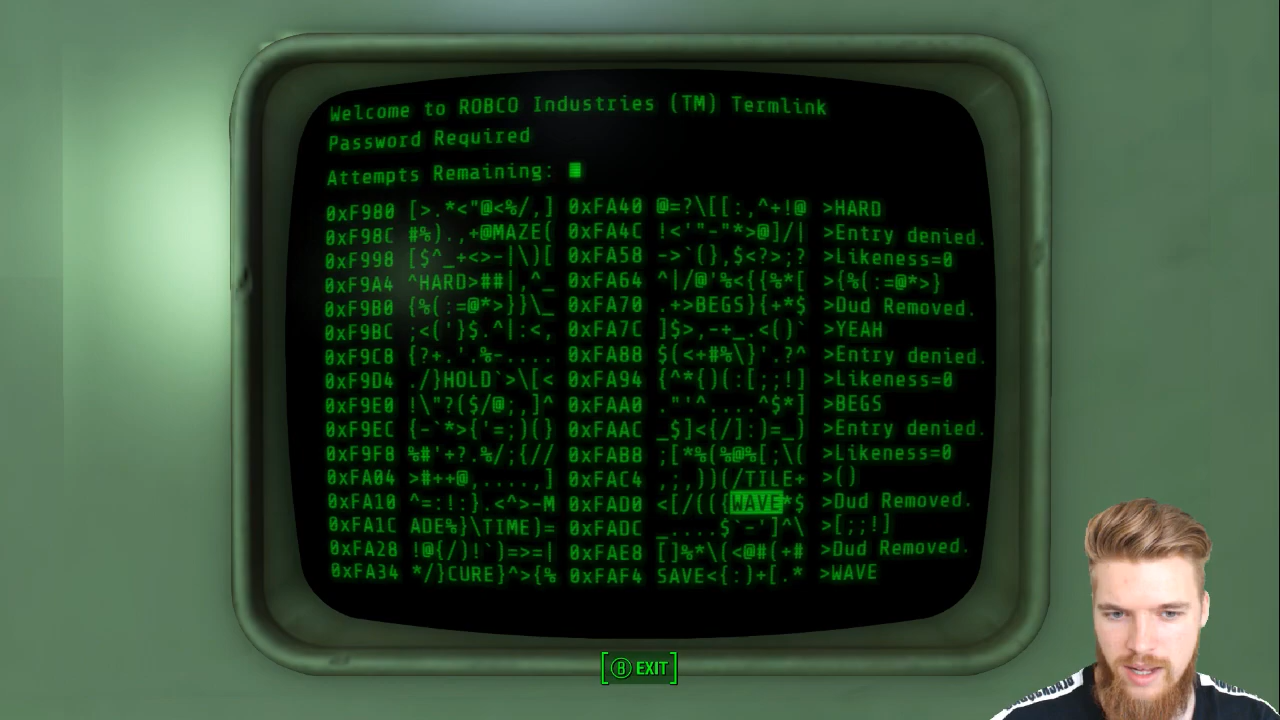 Welcome to ROBCO Industries (TM) Termlink
Password Required
Attempts Remaining: ■
0xF980 [>.*<"@<%/,] 0xFA40 @=?\[[:,^+!@ >HARD
0xF98C #%).,+@MAZE( 0xFA4C !<'"-"*>@]/| >Entry denied.
0xF998 [$^_+<>-|\)[ 0xFA58 ->`(},$<?>;? >Likeness=0
0xF9A4 ^HARD>##|,^_ 0xFA64 ^|/@'%<{{%*[ >{%(:=@*>}
0xF9B0 {%(:=@*>}}\_ 0xFA70 .+>BEGS}{+*$ >Dud Removed.
0xF9BC ;<('}$.^|:<, 0xFA7C ]$>,-+_.<()` >YEAH
0xF9C8 {?+.'.%-.... 0xFA88 $(<+#%\}'.?^ >Entry denied.
0xF9D4 ./}HOLD`>\[< 0xFA94 {^*{)(:[;;!] >Likeness=0
0xF9E0 !\"?($/@;,]^ 0xFAA0 ."'^....^$*] >BEGS
0xF9EC {-`*>{'=;)(} 0xFAAC _$]<{/]:)=_) >Entry denied.
0xF9F8 %#'+?.%/;{// 0xFAB8 ;[*%(%@%[;\( >Likeness=0
0xFA04 >#++@,....,] 0xFAC4 ,;,))(/TILE+ >()
0xFA10 ^=:!:}.<^>-M 0xFAD0 <[/(({WAVE*$ >Dud Removed.
0xFA1C ADE%}\TIME)= 0xFADC _....$`-']^\ >[;;!]
0xFA28 !@{/)!`)=>=| 0xFAE8 []%*\(<@#(+# >Dud Removed.
0xFA34 */}CURE}^>{% 0xFAF4 SAVE<{:)+[.* >WAVE
[Ⓑ EXIT]